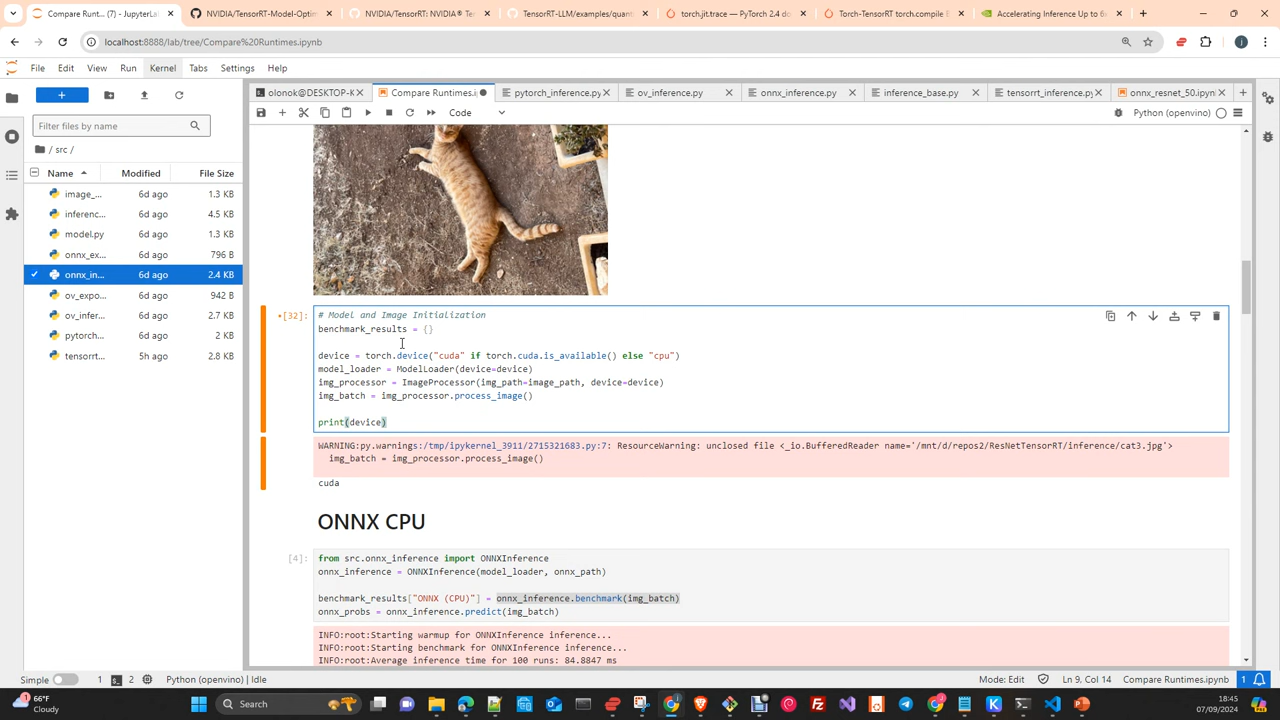 Compare Run... (7) - JupyterLab
NVIDIA/TensorRT-Model-Optim
NVIDIA/TensorRT: NVIDIA® Te
TensorRT-LLM/examples/quant
torch.jit.trace — PyTorch 2.4 do
Torch-TensorRT torch.compile B
Accelerating Inference Up to 6x
localhost:8888/lab/tree/Compare%20Runtimes.ipynb
File Edit View Run Kernel Tabs Settings Help
olonok@DESKTOP-K
Compare Runtimes.i
pytorch_inference.py
ov_inference.py
onnx_inference.py
inference_base.py
tensorrt_inference.py
onnx_resnet_50.ipynb
Code
Python (openvino)
Filter files by name
/ src /
Name Modified File Size
image_... 6d ago 1.3 KB
inferenc... 6d ago 4.5 KB
model.py 6d ago 1.3 KB
onnx_ex... 6d ago 796 B
onnx_in... 6d ago 2.4 KB
ov_expo... 6d ago 942 B
ov_infer... 6d ago 2.7 KB
pytorch... 6d ago 2 KB
tensorrt... 5h ago 2.8 KB
[32]:
# Model and Image Initialization
benchmark_results = {}
device = torch.device("cuda" if torch.cuda.is_available() else "cpu")
model_loader = ModelLoader(device=device)
img_processor = ImageProcessor(img_path=image_path, device=device)
img_batch = img_processor.process_image()
print(device)
WARNING:py.warnings:/tmp/ipykernel_3911/2715321683.py:7: ResourceWarning: unclosed file <_io.BufferedReader name='/mnt/d/repos2/ResNetTensorRT/inference/cat3.jpg'>
img_batch = img_processor.process_image()
cuda
ONNX CPU
[4]:
from src.onnx_inference import ONNXInference
onnx_inference = ONNXInference(model_loader, onnx_path)
benchmark_results["ONNX (CPU)"] = onnx_inference.benchmark(img_batch)
onnx_probs = onnx_inference.predict(img_batch)
INFO:root:Starting warmup for ONNXInference inference...
INFO:root:Starting benchmark for ONNXInference inference...
INFO:root:Average inference time for 100 runs: 84.8847 ms
Simple 1 2 Python (openvino) | Idle
Mode: Edit Ln 9, Col 14 Compare Runtimes.ipynb 1
66°F
Cloudy
Search
18:45
07/09/2024